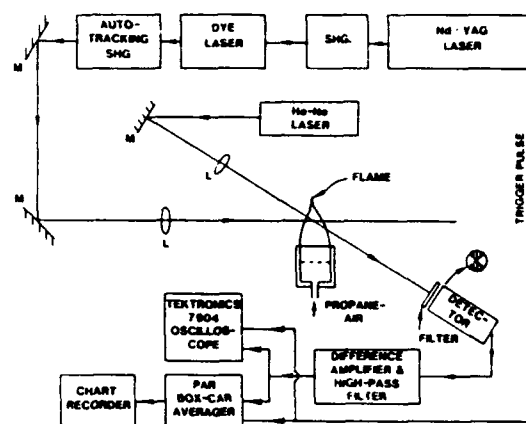 AUTO-
TRACKING
SHG
DYE
LASER
SHG.
Nd-YAG
LASER
M
He-Ne
LASER
M
L
FLAME
TRIGGER PULSE
M
L
PROPANE-
AIR
DETEC-
TOR
FILTER
TEKTRONICS
7904
OSCILLOS-
COPE
DIFFERENCE
AMPLIFIER &
HIGH-PASS
FILTER
CHART
RECORDER
PAR
BOX-CAR
AVERAGER